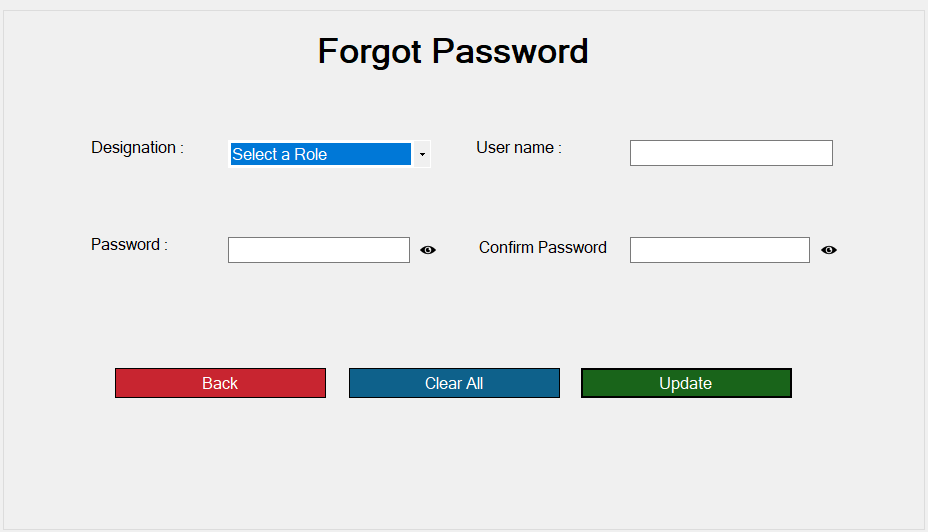 Forgot Password
Designation : Select a Role User name :
Password : Confirm Password
Back Clear All Update